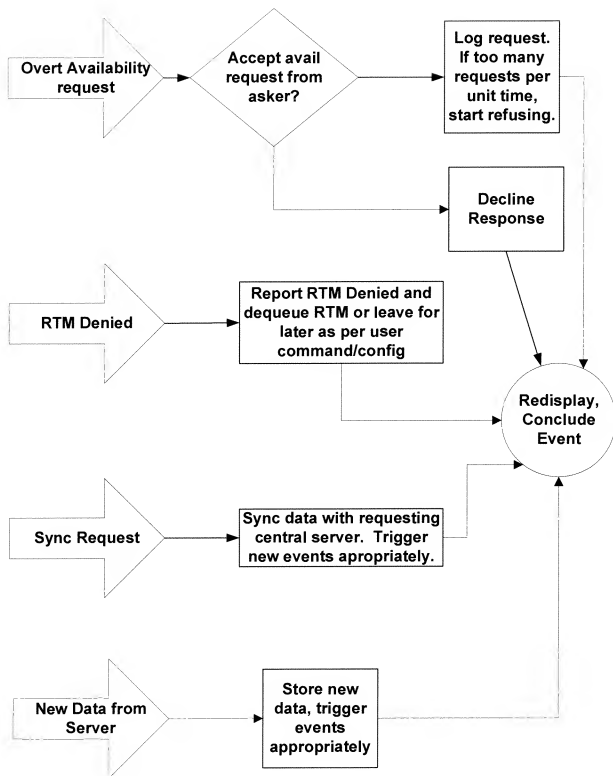 Overt Availability
request
Accept avail
request from
asker?
Log request.
If too many
requests per
unit time,
start refusing.
Decline
Response
RTM Denied
Report RTM Denied and
dequeue RTM or leave for
later as per user
command/config
Redisplay,
Conclude
Event
Sync Request
Sync data with requesting
central server. Trigger
new events apropriately.
New Data from
Server
Store new
data, trigger
events
appropriately